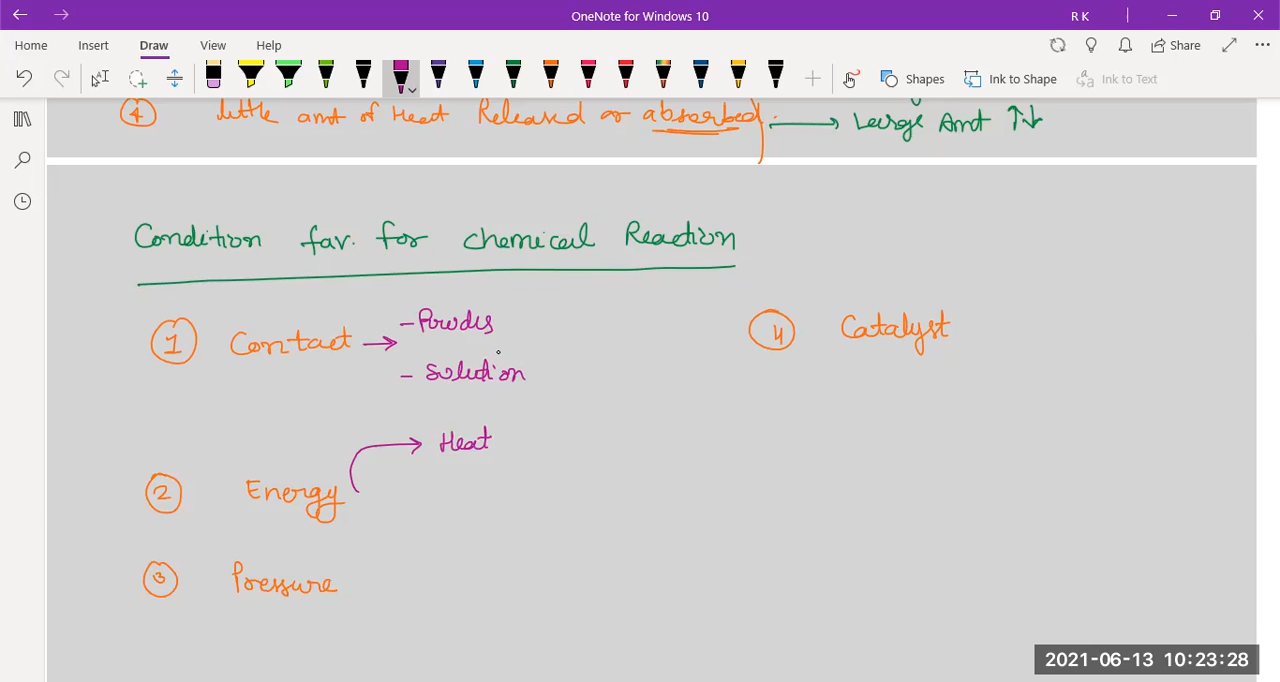 OneNote for Windows 10
R K
Home Insert Draw View Help
Share
Shapes Ink to Shape Ink to Text
4 little amt of Heat Released or absorbed. → Large Amt ↑↓
Condition fav. for chemical Reaction
1 Contact → - Powder
- Solution
4 Catalyst
Heat
2 Energy
3 Pressure
2021-06-13 10:23:28